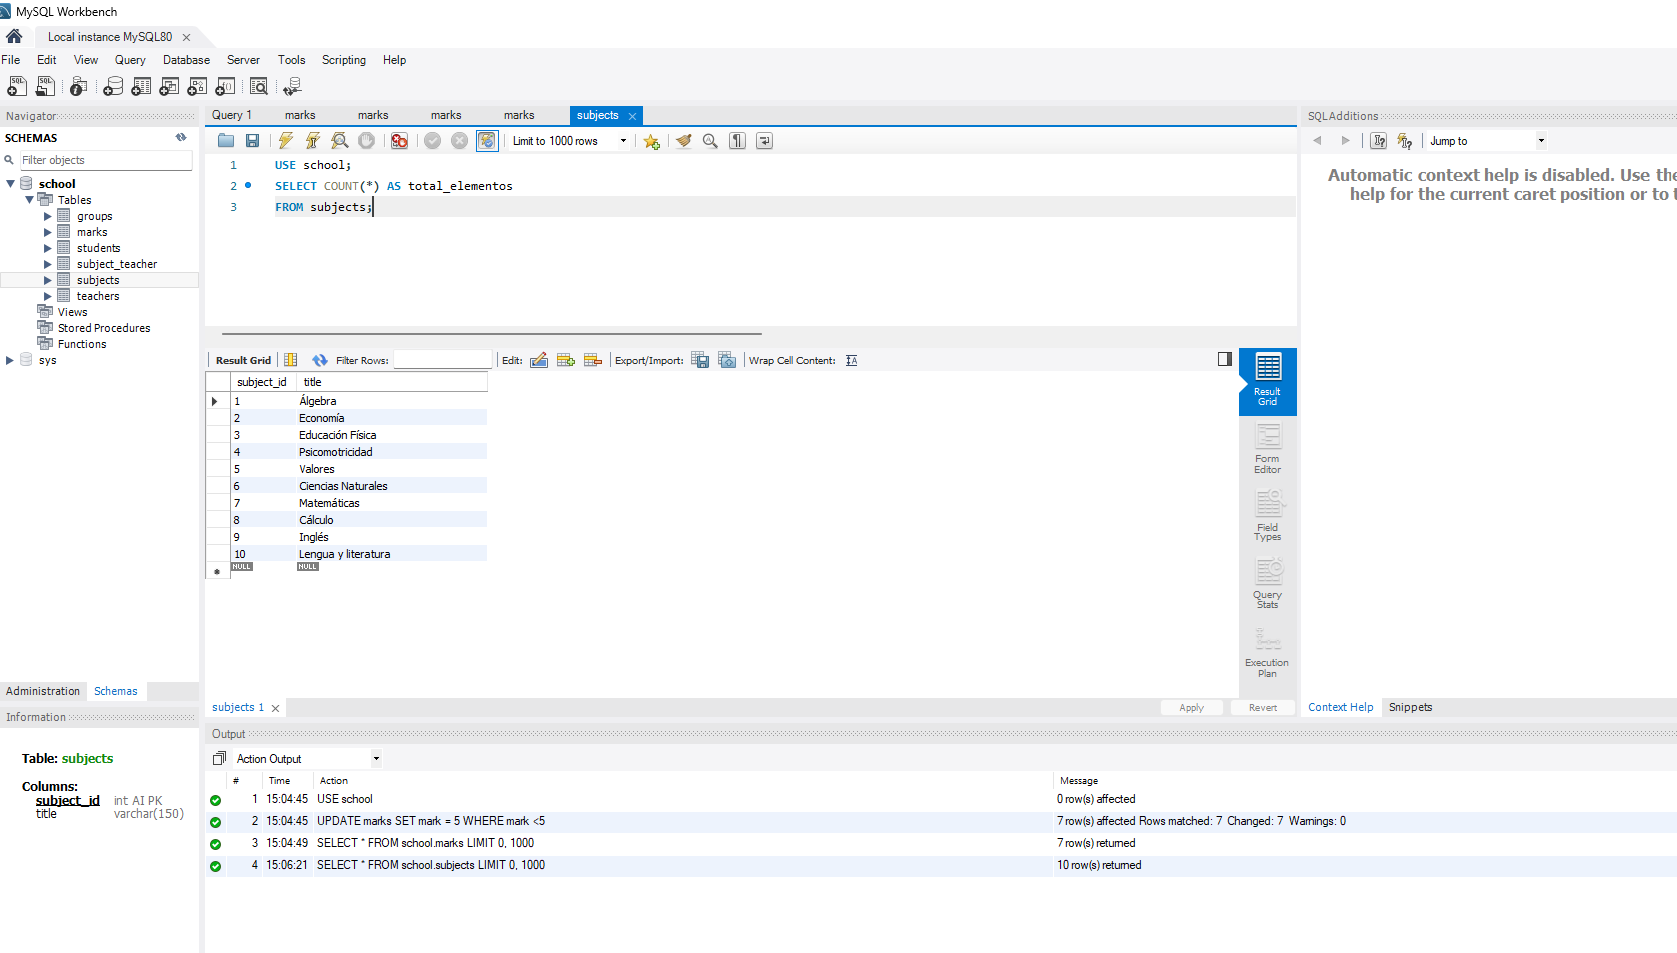 MySQL Workbench
Local instance MySQL80
File Edit View Query Database Server Tools Scripting Help
Navigator
SCHEMAS
Filter objects
school
Tables
groups
marks
students
subject_teacher
subjects
teachers
Views
Stored Procedures
Functions
sys
Administration Schemas
Information
Table: subjects
Columns:
subject_id int AI PK
title varchar(150)
Query 1 marks marks marks marks subjects
Limit to 1000 rows
1 USE school;
2 SELECT COUNT(*) AS total_elementos
3 FROM subjects;
Result Grid Filter Rows: Edit: Export/Import: Wrap Cell Content:
subject_id title
1 Álgebra
2 Economía
3 Educación Física
4 Psicomotricidad
5 Valores
6 Ciencias Naturales
7 Matemáticas
8 Cálculo
9 Inglés
10 Lengua y literatura
NULL NULL
Result
Grid
Form
Editor
Field
Types
Query
Stats
Execution
Plan
subjects 1
Apply Revert
SQLAdditions
Jump to
Automatic context help is disabled. Use the
help for the current caret position or to t
Context Help Snippets
Output
Action Output
# Time Action Message
1 15:04:45 USE school 0 row(s) affected
2 15:04:45 UPDATE marks SET mark = 5 WHERE mark <5 7 row(s) affected Rows matched: 7 Changed: 7 Warnings: 0
3 15:04:49 SELECT * FROM school.marks LIMIT 0, 1000 7 row(s) returned
4 15:06:21 SELECT * FROM school.subjects LIMIT 0, 1000 10 row(s) returned